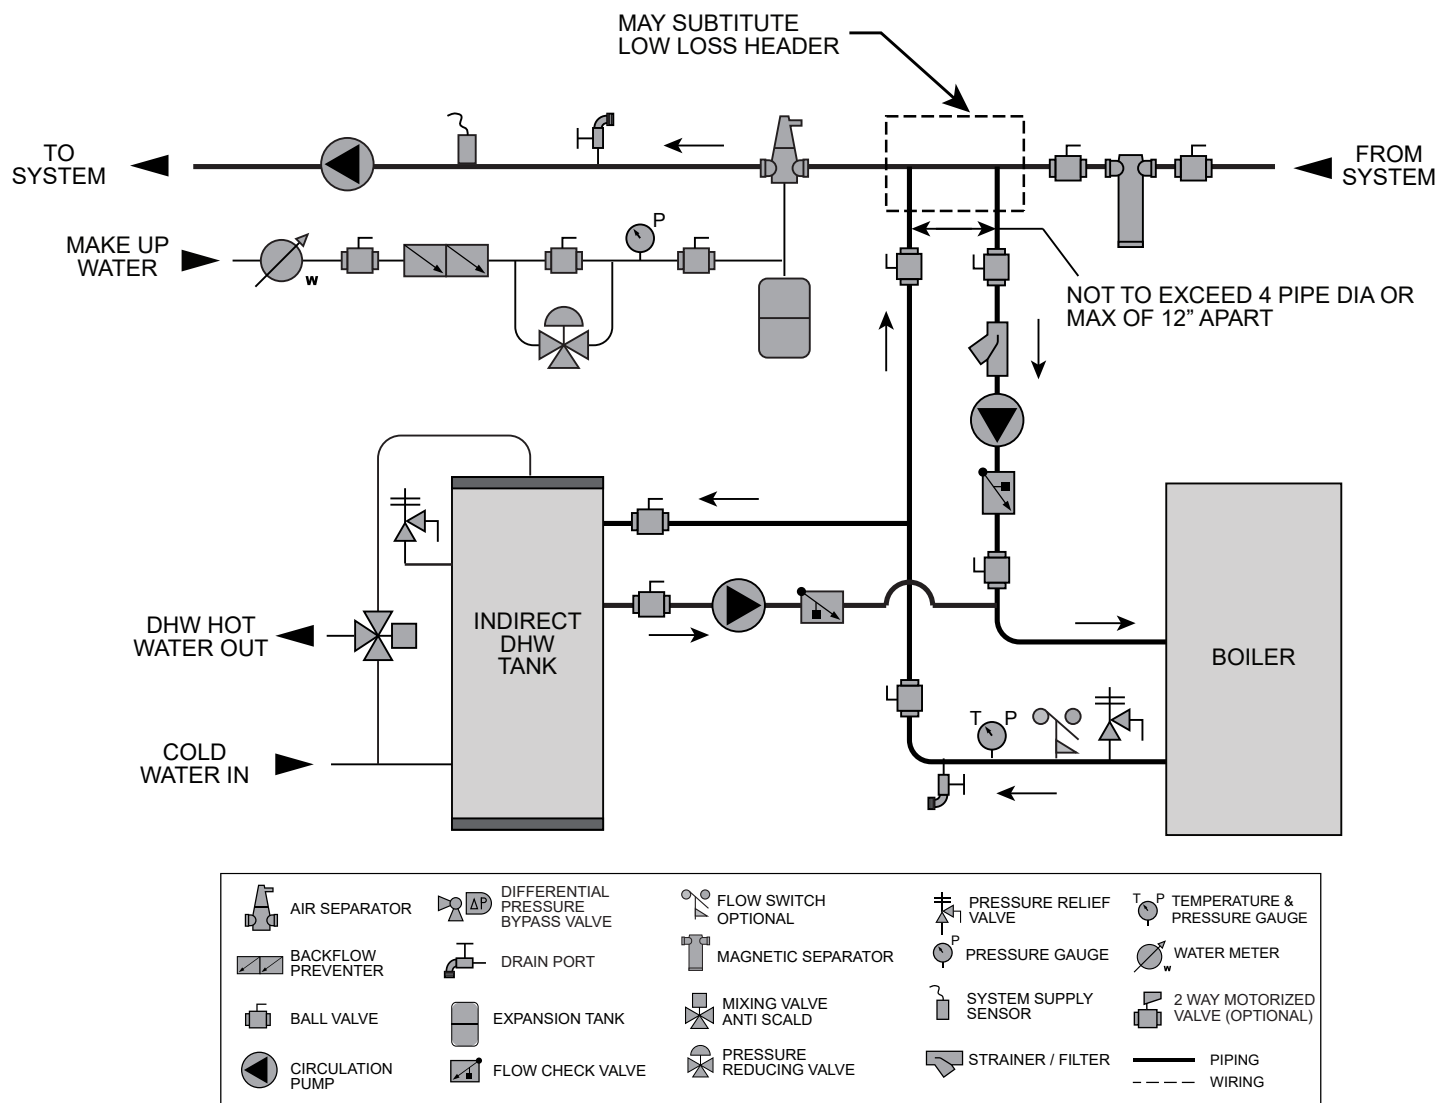 MAY SUBTITUTE
LOW LOSS HEADER
TO
SYSTEM
FROM
SYSTEM
MAKE UP
WATER
W
P
NOT TO EXCEED 4 PIPE DIA OR
MAX OF 12” APART
DHW HOT
WATER OUT
INDIRECT
DHW
TANK
BOILER
COLD
WATER IN
T P
AIR SEPARATOR
BACKFLOW
PREVENTER
BALL VALVE
CIRCULATION
PUMP
ΔP
DIFFERENTIAL
PRESSURE
BYPASS VALVE
DRAIN PORT
EXPANSION TANK
FLOW CHECK VALVE
FLOW SWITCH
OPTIONAL
MAGNETIC SEPARATOR
MIXING VALVE
ANTI SCALD
PRESSURE
REDUCING VALVE
PRESSURE RELIEF
VALVE
P
PRESSURE GAUGE
SYSTEM SUPPLY
SENSOR
STRAINER / FILTER
T P
TEMPERATURE &
PRESSURE GAUGE
W
WATER METER
2 WAY MOTORIZED
VALVE (OPTIONAL)
PIPING
WIRING